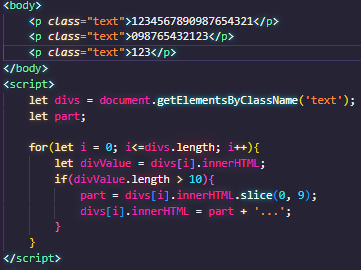 <body>
<p class="text">1234567890987654321</p>
<p class="text">098765432123</p>
<p class="text">123</p>
</body>
<script>
let divs = document.getElementsByClassName('text');
let part;
for(let i = 0; i<=divs.length; i++){
let divValue = divs[i].innerHTML;
if(divValue.length > 10){
part = divs[i].innerHTML.slice(0, 9);
divs[i].innerHTML = part + '...';
}
}
</script>